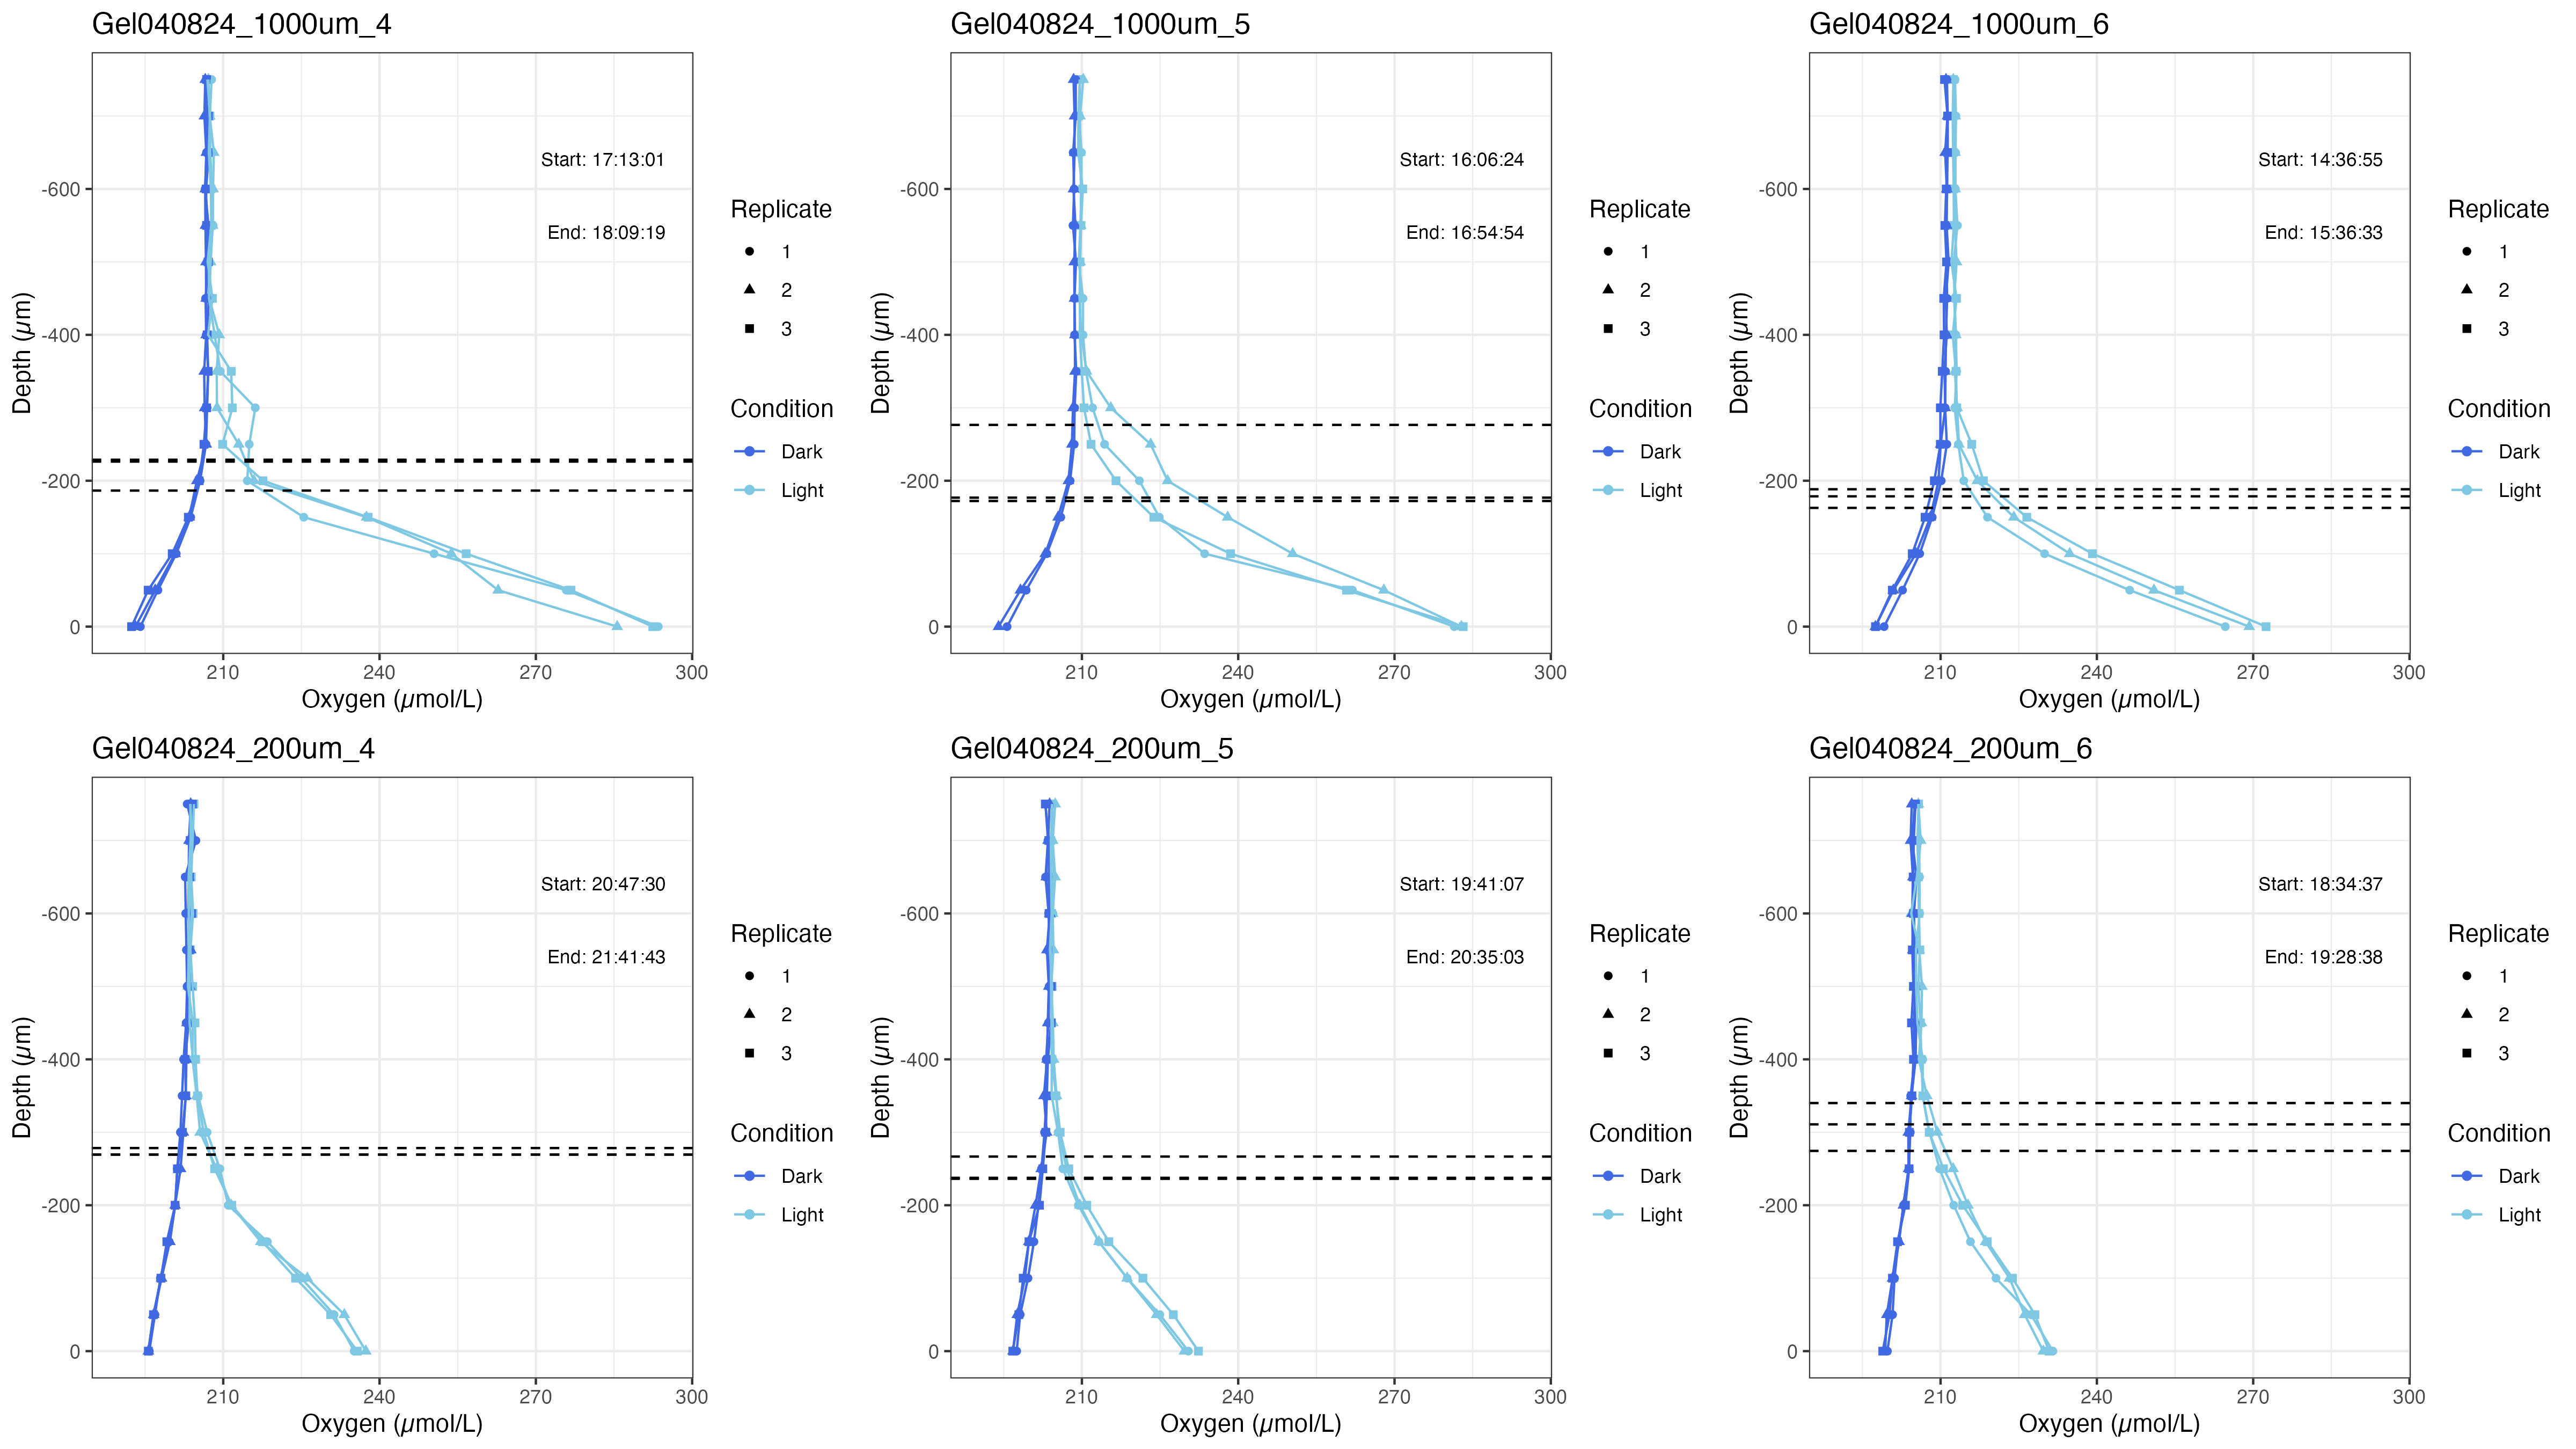 Gel040824_1000um_4
Start: 17:13:01
End: 18:09:19
-600
-400
-200
0
210 240 270 300
Depth (µm)
Oxygen (µmol/L)
Replicate
1
2
3
Condition
Dark
Light
Gel040824_1000um_5
Start: 16:06:24
End: 16:54:54
-600
-400
-200
0
210 240 270 300
Depth (µm)
Oxygen (µmol/L)
Replicate
1
2
3
Condition
Dark
Light
Gel040824_1000um_6
Start: 14:36:55
End: 15:36:33
-600
-400
-200
0
210 240 270 300
Depth (µm)
Oxygen (µmol/L)
Replicate
1
2
3
Condition
Dark
Light
Gel040824_200um_4
Start: 20:47:30
End: 21:41:43
-600
-400
-200
0
210 240 270 300
Depth (µm)
Oxygen (µmol/L)
Replicate
1
2
3
Condition
Dark
Light
Gel040824_200um_5
Start: 19:41:07
End: 20:35:03
-600
-400
-200
0
210 240 270 300
Depth (µm)
Oxygen (µmol/L)
Replicate
1
2
3
Condition
Dark
Light
Gel040824_200um_6
Start: 18:34:37
End: 19:28:38
-600
-400
-200
0
210 240 270 300
Depth (µm)
Oxygen (µmol/L)
Replicate
1
2
3
Condition
Dark
Light